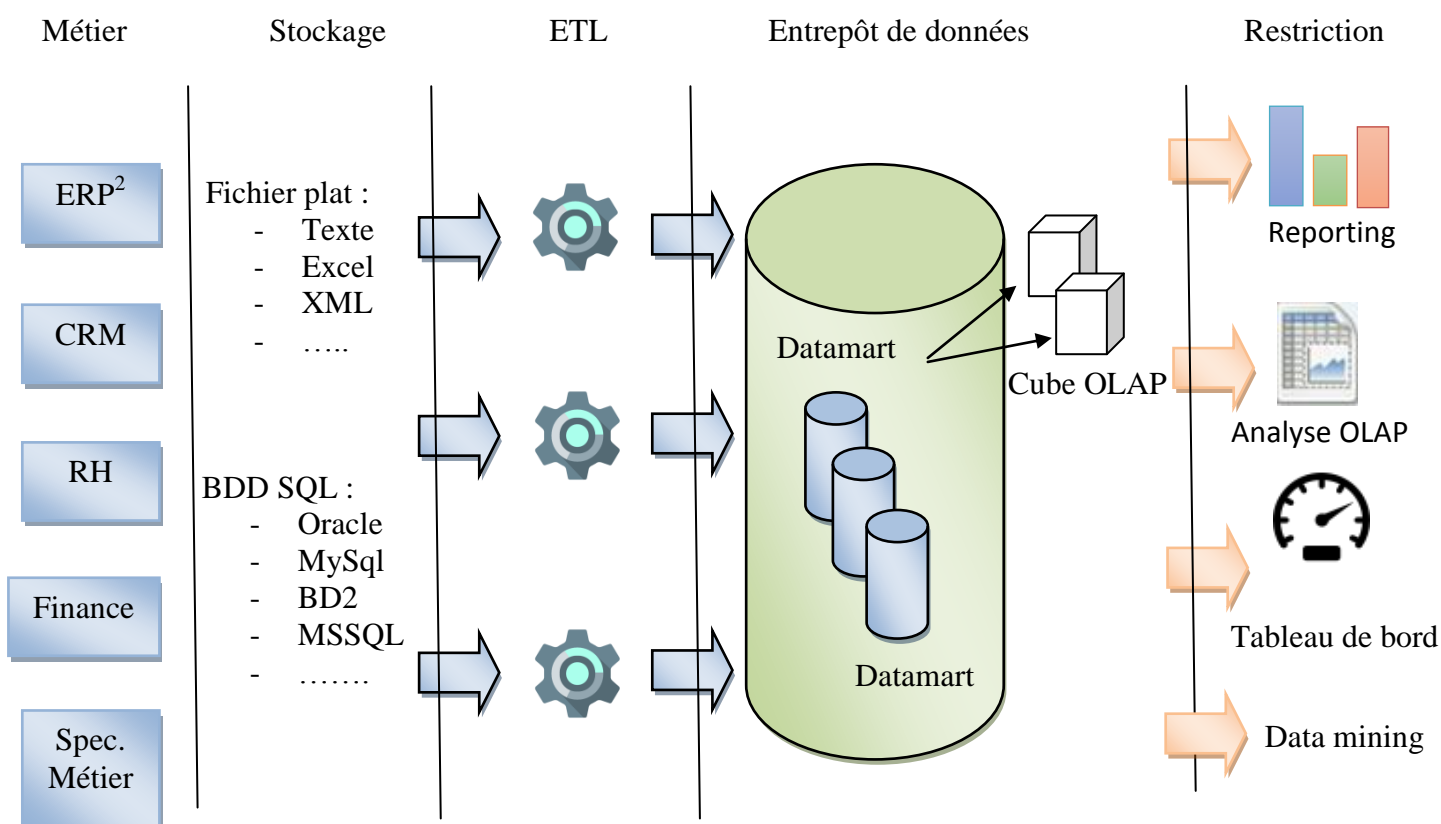 Métier
Stockage
ETL
Entrepôt de données
Restriction
ERP²
CRM
RH
Finance
Spec.
Métier
Fichier plat :
- Texte
- Excel
- XML
- …..
BDD SQL :
- Oracle
- MySql
- BD2
- MSSQL
- …….
Datamart
Cube OLAP
Datamart
Reporting
Analyse OLAP
Tableau de bord
Data mining